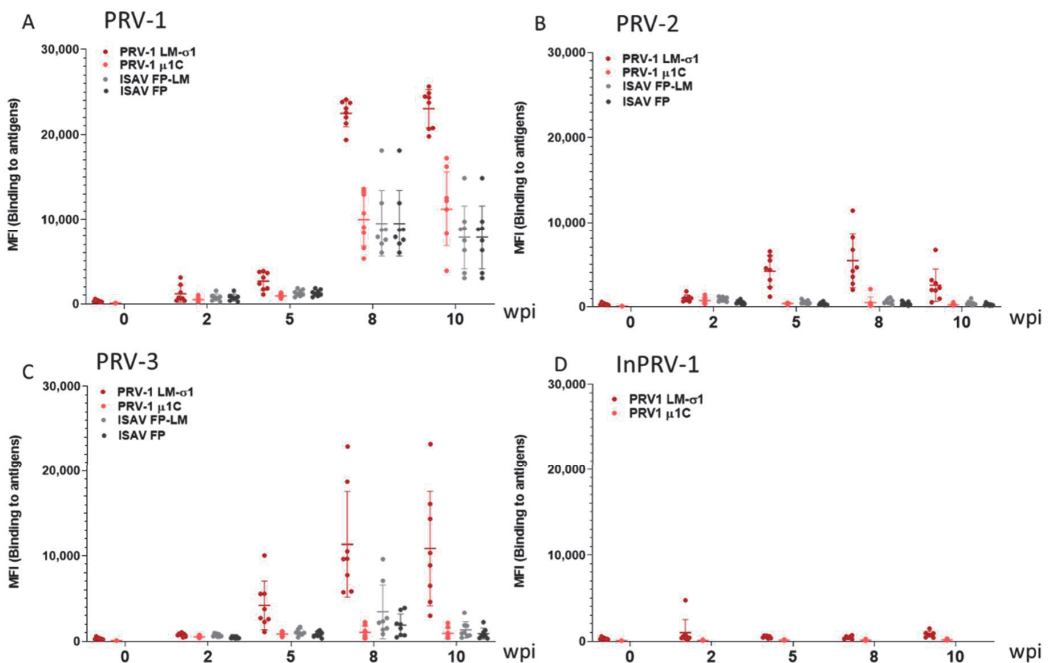 A PRV-1
PRV-1 LM-σ1
PRV-1 μ1C
ISAV FP-LM
ISAV FP
MFI (Binding to antigens)
30,000
20,000
10,000
0
0 2 5 8 10 wpi
B PRV-2
PRV-1 LM-σ1
PRV-1 μ1C
ISAV FP-LM
ISAV FP
MFI (Binding to antigens)
30,000
20,000
10,000
0
0 2 5 8 10 wpi
C PRV-3
PRV-1 LM-σ1
PRV-1 μ1C
ISAV FP-LM
ISAV FP
MFI (Binding to antigens)
30,000
20,000
10,000
0
0 2 5 8 10 wpi
D InPRV-1
PRV1 LM-σ1
PRV1 μ1C
MFI (Binding to antigens)
30,000
20,000
10,000
0
0 2 5 8 10 wpi